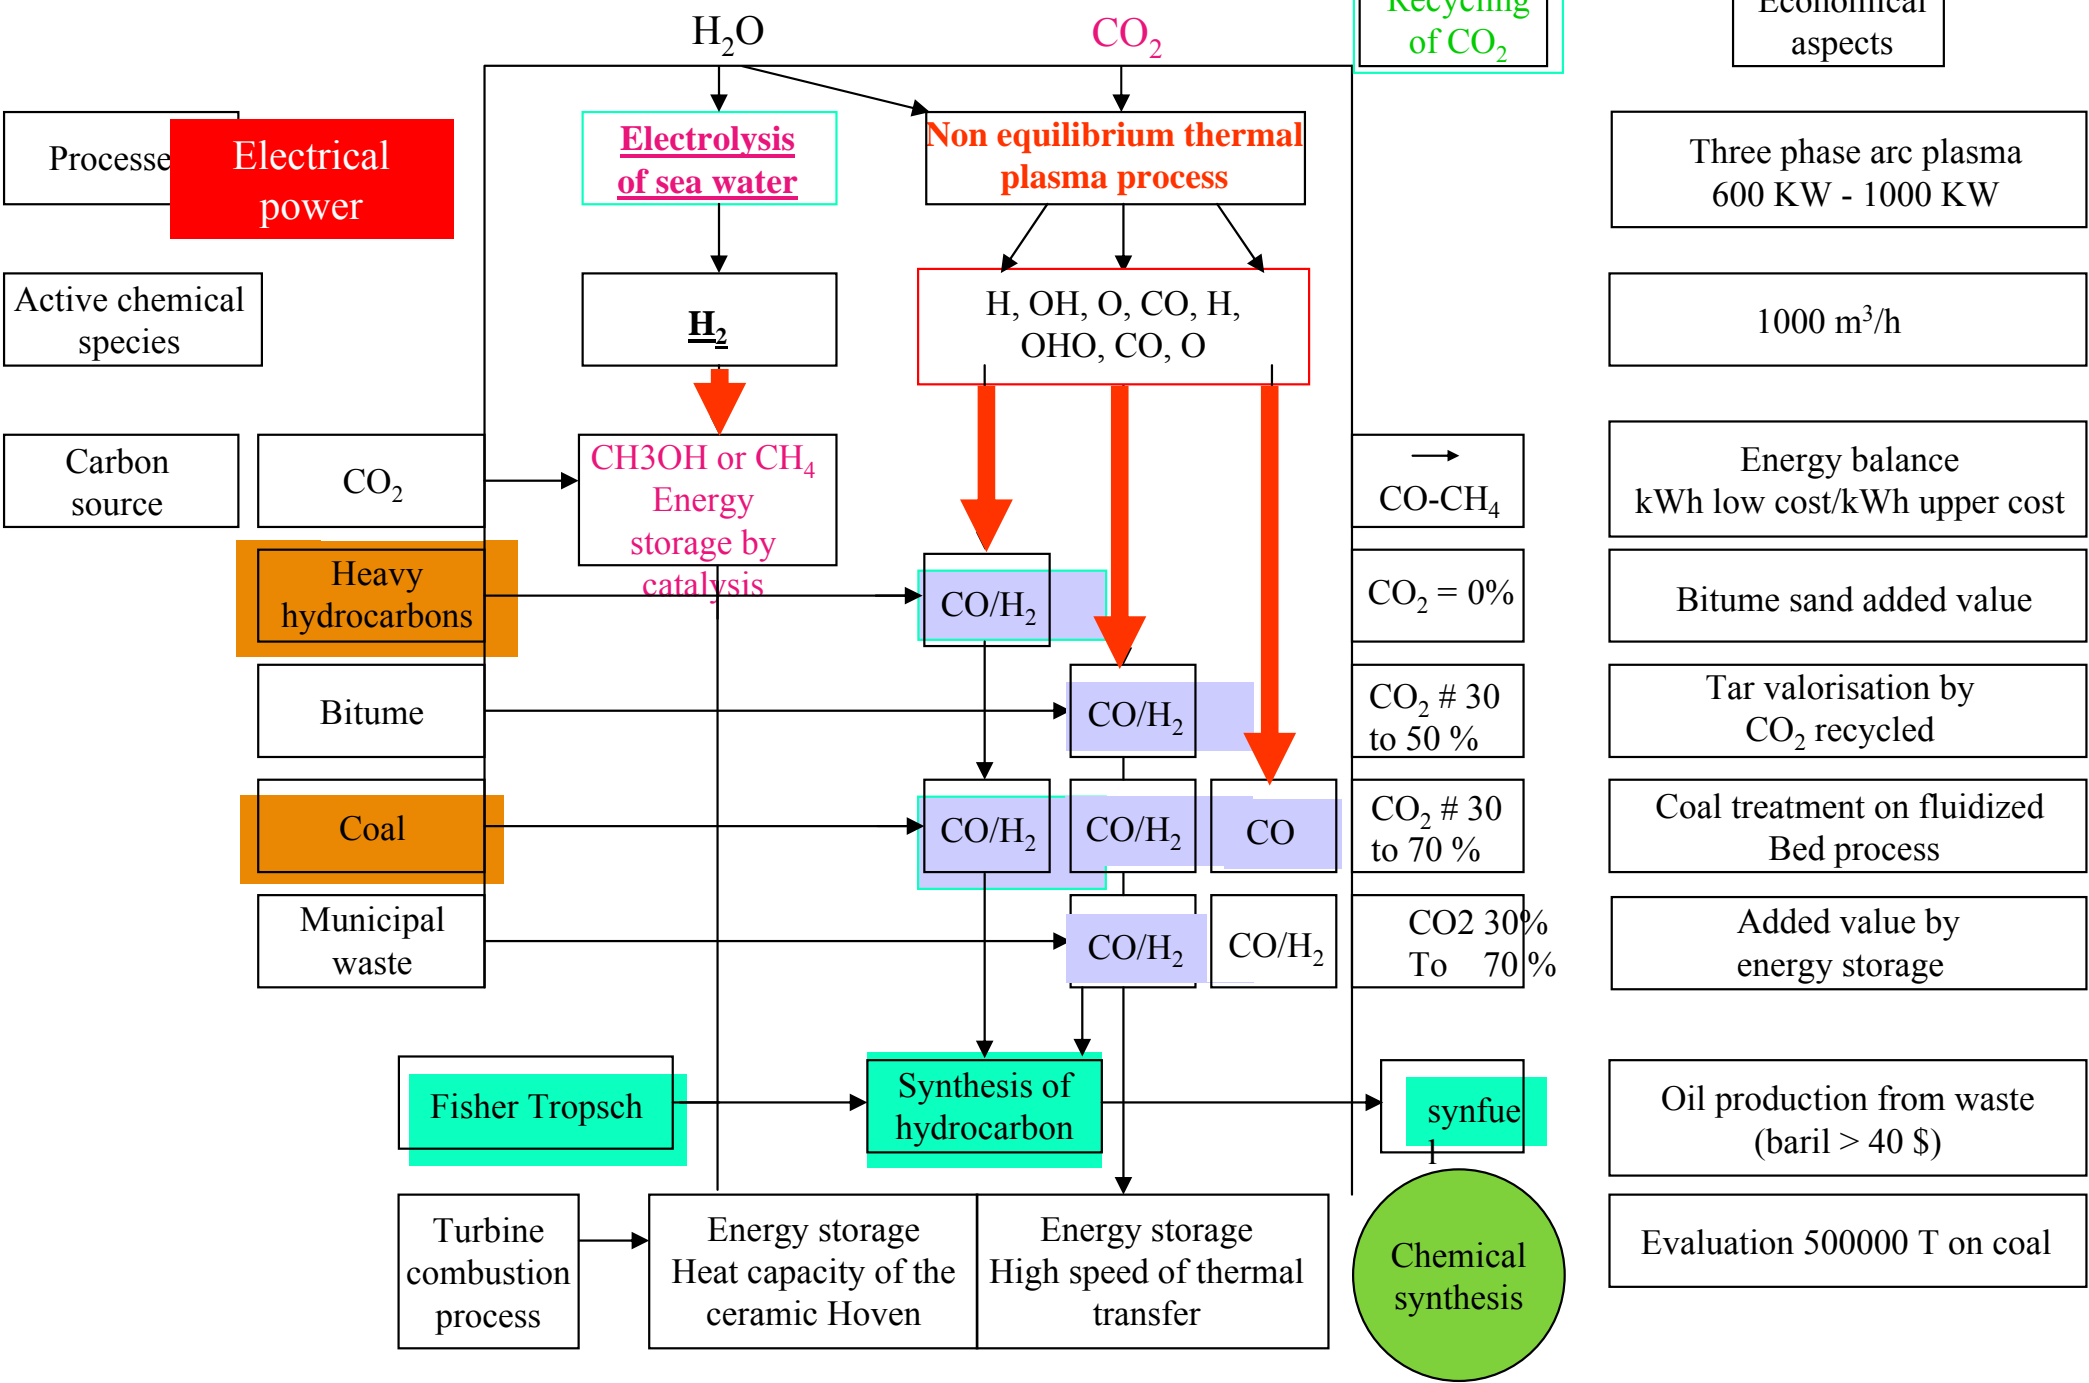 Recycling
of CO₂
Economical
aspects
H₂O
CO₂
Processe
Electrical
power
Electrolysis
of sea water
Non equilibrium thermal
plasma process
Three phase arc plasma
600 KW - 1000 KW
Active chemical
species
H₂
H, OH, O, CO, H,
OHO, CO, O
1000 m³/h
Carbon
source
CO₂
CH3OH or CH₄
Energy
storage by
catalysis
→
CO-CH₄
Energy balance
kWh low cost/kWh upper cost
Heavy
hydrocarbons
CO/H₂
CO₂ = 0%
Bitume sand added value
Bitume
CO/H₂
CO₂ # 30
to 50 %
Tar valorisation by
CO₂ recycled
Coal
CO/H₂
CO/H₂
CO
CO₂ # 30
to 70 %
Coal treatment on fluidized
Bed process
Municipal
waste
CO/H₂
CO/H₂
CO2 30%
To 70 %
Added value by
energy storage
Fisher Tropsch
Synthesis of
hydrocarbon
synfue
l
Oil production from waste
(baril > 40 $)
Turbine
combustion
process
Energy storage
Heat capacity of the
ceramic Hoven
Energy storage
High speed of thermal
transfer
Chemical
synthesis
Evaluation 500000 T on coal